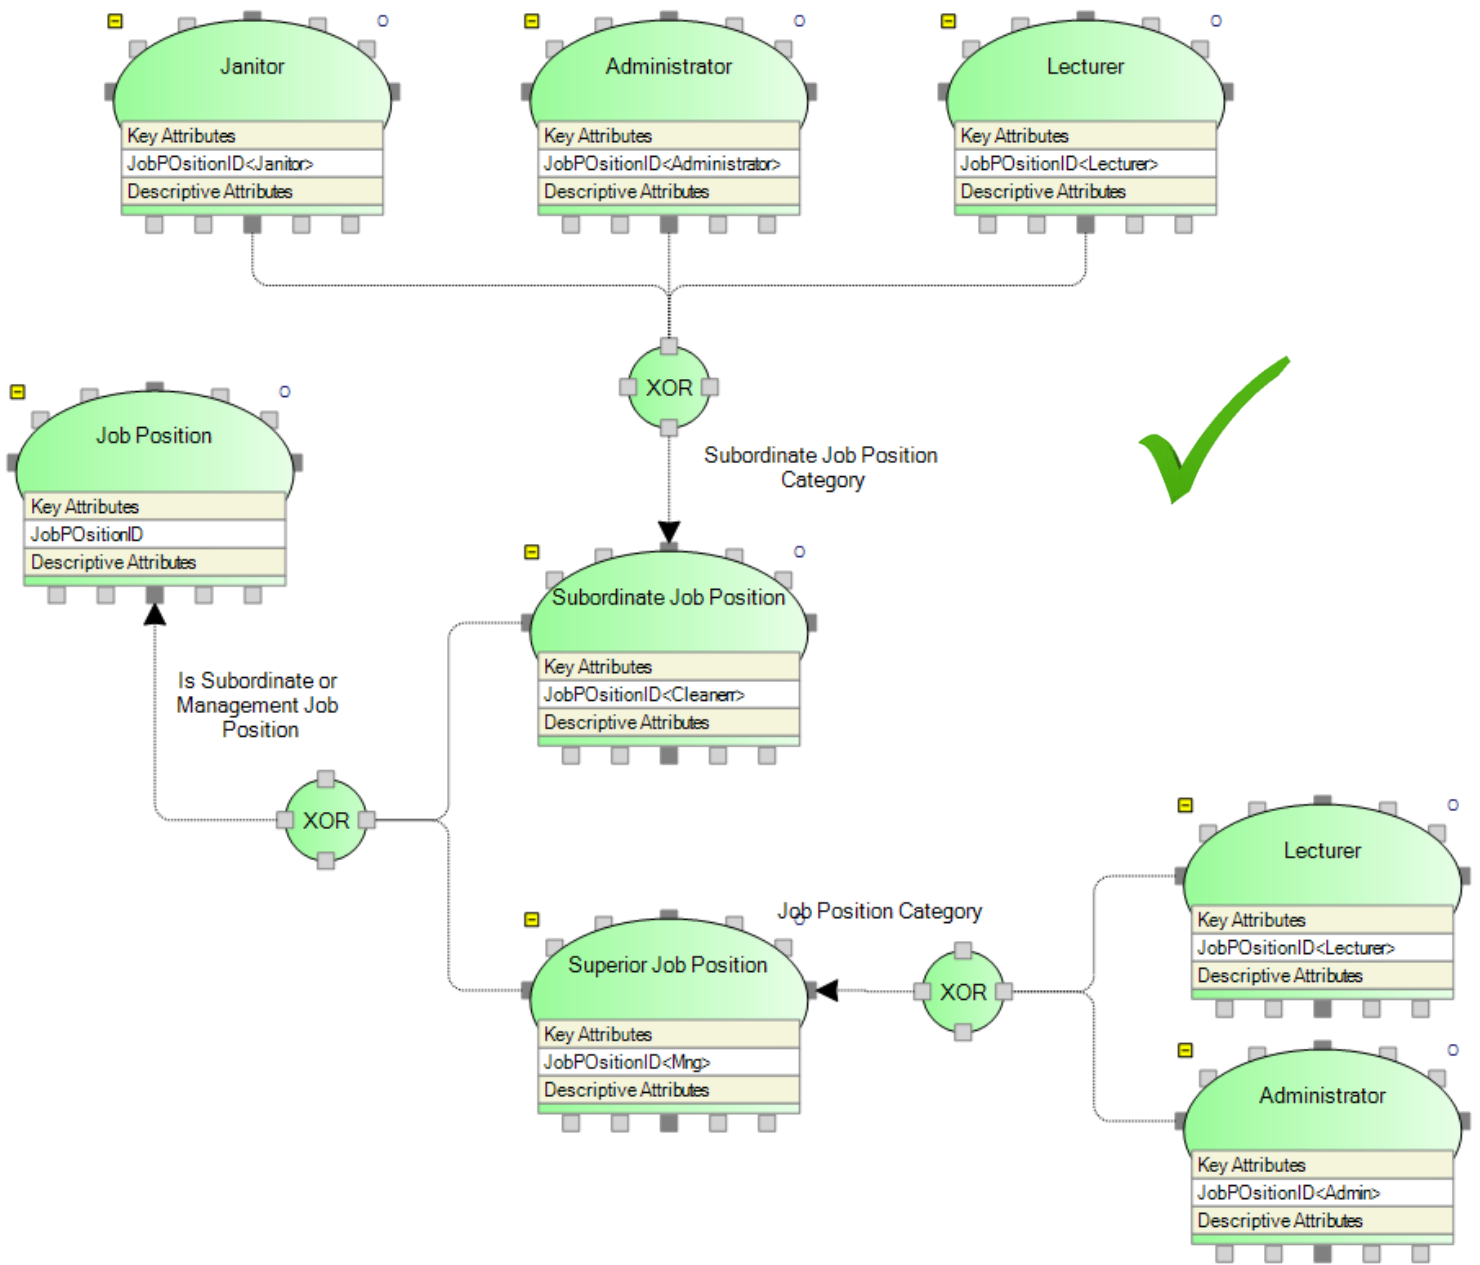 Janitor
Key Attributes
JobPOsitionID<Janitor>
Descriptive Attributes
Administrator
Key Attributes
JobPOsitionID<Administrator>
Descriptive Attributes
Lecturer
Key Attributes
JobPOsitionID<Lecturer>
Descriptive Attributes
XOR
Subordinate Job Position
Category
Job Position
Key Attributes
JobPOsitionID
Descriptive Attributes
Subordinate Job Position
Key Attributes
JobPOsitionID<Cleanerr>
Descriptive Attributes
Is Subordinate or
Management Job
Position
XOR
Superior Job Position
Key Attributes
JobPOsitionID<Mng>
Descriptive Attributes
Job Position Category
XOR
Lecturer
Key Attributes
JobPOsitionID<Lecturer>
Descriptive Attributes
Administrator
Key Attributes
JobPOsitionID<Admin>
Descriptive Attributes